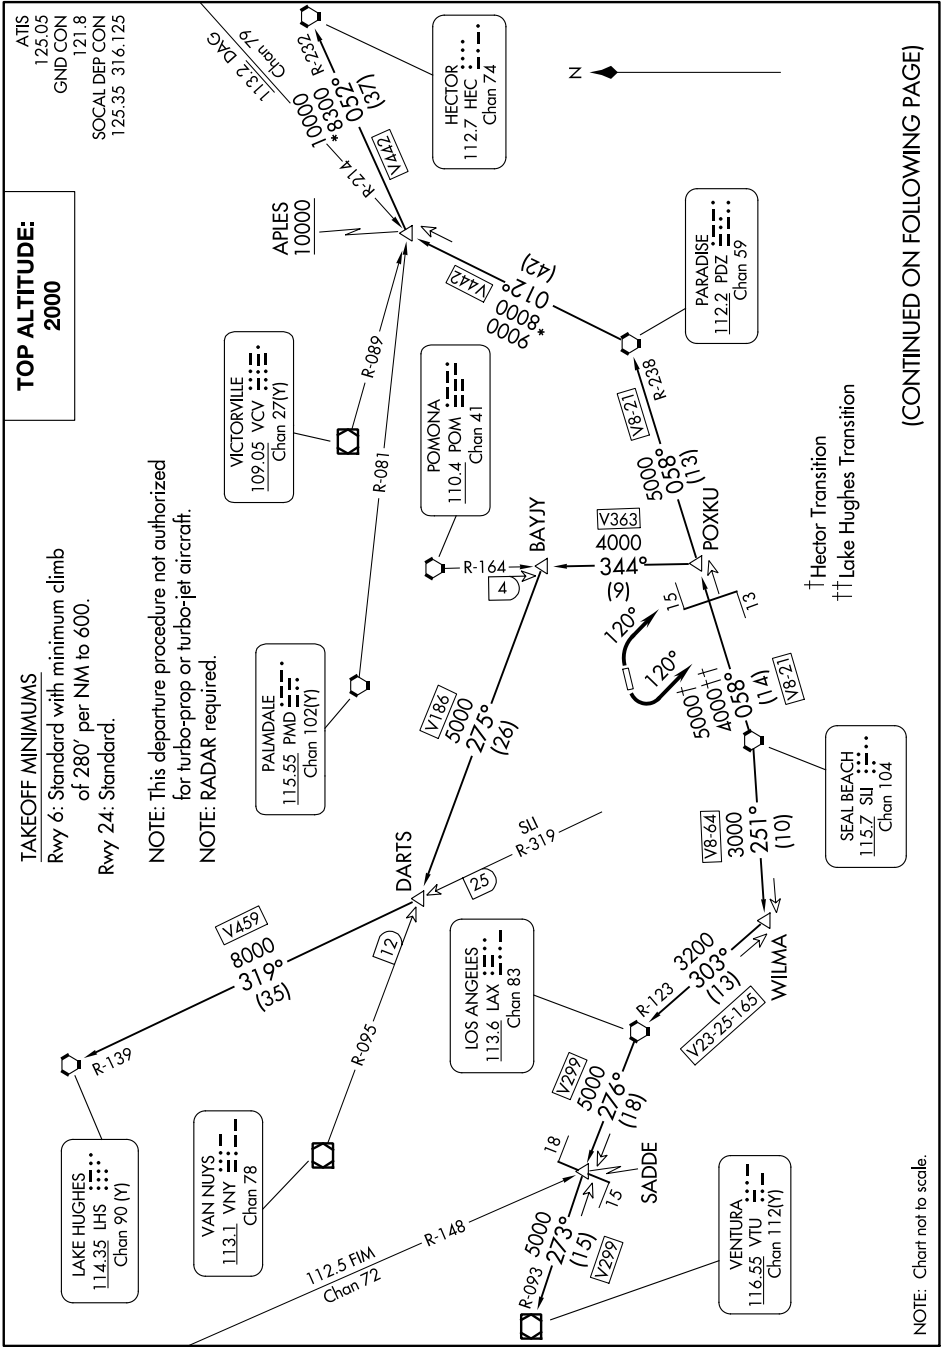 ATIS
125.05
GND CON
121.8
SOCAL DEP CON
125.35 316.125
TOP ALTITUDE:
2000
TAKEOFF MINIMUMS
Rwy 6: Standard with minimum climb
of 280' per NM to 600.
Rwy 24: Standard.
NOTE: This departure procedure not authorized
for turbo-prop or turbo-jet aircraft.
NOTE: RADAR required.
LAKE HUGHES
114.35 LHS
Chan 90 (Y)
R-139
V459
8000
319°
(35)
VAN NUYS
113.1 VNY
Chan 78
R-095
12
DARTS
25
SLI
R-319
PALMDALE
115.55 PMD
Chan 102(Y)
R-081
VICTORVILLE
109.05 VCV
Chan 27(Y)
R-089
APLES
10000
113.2 DAG
Chan 79
R-214
R-232
10000
*8300
052°
(37)
V442
HECTOR
112.7 HEC
Chan 74
N
V442
9000
*8000
012°
(42)
POMONA
110.4 POM
Chan 41
R-164
4
BAYJY
V186
5000
275°
(26)
V363
4000
344°
(9)
PARADISE
112.2 PDZ
Chan 59
R-238
V8-21
5000
058°
(13)
POXKU
15
13
120°
120°
5000†
4000††
058°
(14)
V8-21
SEAL BEACH
115.7 SLI
Chan 104
V8-64
3000
251°
(10)
WILMA
3200
303°
(13)
V23-25-165
R-123
LOS ANGELES
113.6 LAX
Chan 83
V299
5000
276°
(18)
18
15
SADDE
112.5 FIM
Chan 72
R-148
5000
273°
(15)
V299
R-093
VENTURA
116.55 VTU
Chan 112(Y)
†Hector Transition
††Lake Hughes Transition
NOTE: Chart not to scale.
(CONTINUED ON FOLLOWING PAGE)